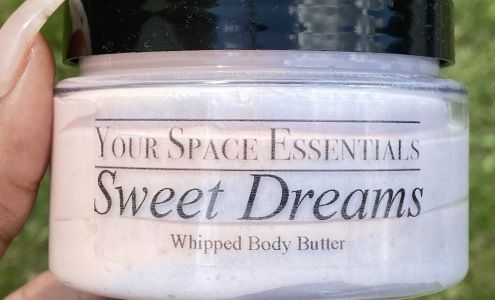 YOUR SPACE ESSENTIALS
Sweet Dreams
Whipped Body Butter